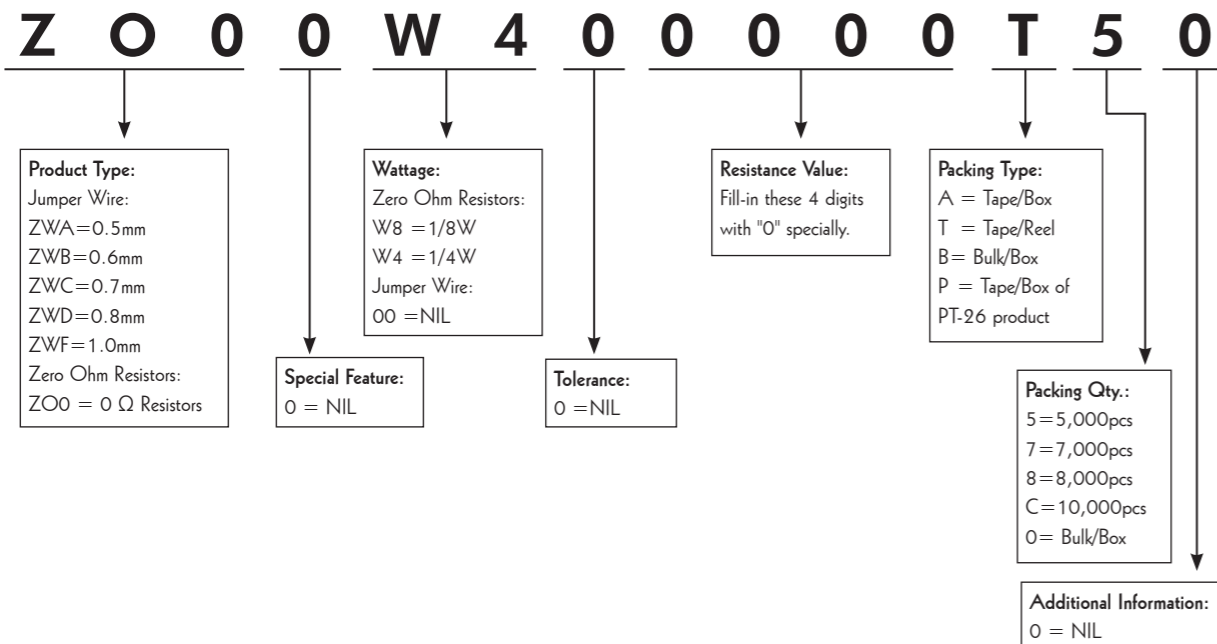 Z O 0 0 W 4 0 0 0 0 0 T 5 0
Product Type:
Jumper Wire:
ZWA=0.5mm
ZWB=0.6mm
ZWC=0.7mm
ZWD=0.8mm
ZWF=1.0mm
Zero Ohm Resistors:
ZO0 = 0 Ω Resistors
Special Feature:
0 = NIL
Wattage:
Zero Ohm Resistors:
W8 =1/8W
W4 =1/4W
Jumper Wire:
00 =NIL
Tolerance:
0 =NIL
Resistance Value:
Fill-in these 4 digits
with "0" specially.
Packing Type:
A = Tape/Box
T = Tape/Reel
B= Bulk/Box
P = Tape/Box of
PT-26 product
Packing Qty.:
5=5,000pcs
7=7,000pcs
8=8,000pcs
C=10,000pcs
0= Bulk/Box
Additional Information:
0 = NIL